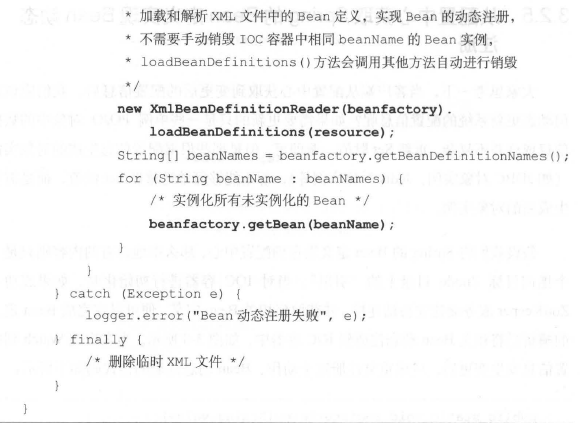 * 加载和解析 XML 文件中的 Bean 定义，实现 Bean 的动态注册，
* 不需要手动销毁 IOC 容器中相同 beanName 的 Bean 实例，
* loadBeanDefinitions()方法会调用其他方法自动进行销毁
*/
new XmlBeanDefinitionReader(beanfactory).
loadBeanDefinitions(resource);
String[] beanNames = beanfactory.getBeanDefinitionNames();
for (String beanName : beanNames) {
/* 实例化所有未实例化的 Bean */
beanfactory.getBean(beanName);
}
}
} catch (Exception e) {
logger.error("Bean 动态注册失败", e);
} finally {
/* 删除临时 XML 文件 */
}
}